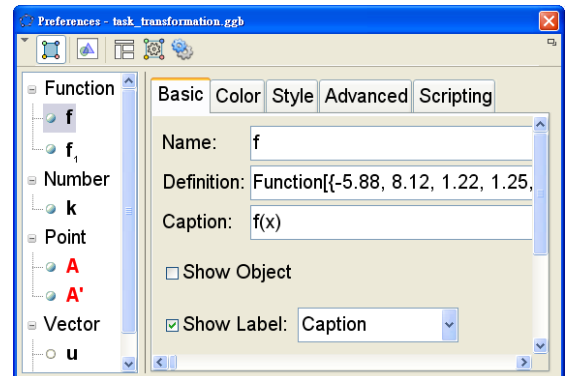 Preferences - task_transformation.ggb
Function
f
f₁
Number
k
Point
A
A'
Vector
u
Basic Color Style Advanced Scripting
Name: f
Definition: Function[{-5.88, 8.12, 1.22, 1.25,
Caption: f(x)
Show Object
Show Label: Caption